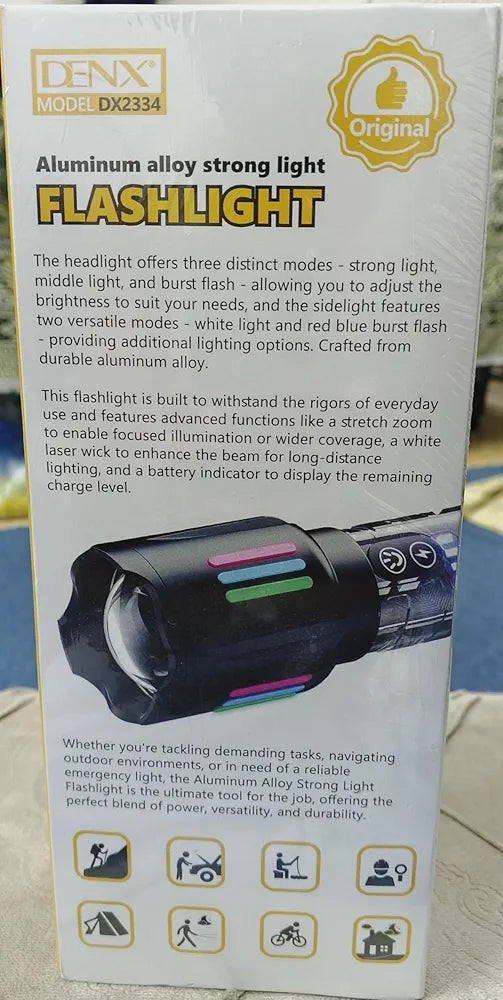 DENX®
MODEL DX2334
Original
Aluminum alloy strong light
FLASHLIGHT
The headlight offers three distinct modes - strong light,
middle light, and burst flash - allowing you to adjust the
brightness to suit your needs, and the sidelight features
two versatile modes - white light and red blue burst flash
- providing additional lighting options. Crafted from
durable aluminum alloy.
This flashlight is built to withstand the rigors of everyday
use and features advanced functions like a stretch zoom
to enable focused illumination or wider coverage, a white
laser wick to enhance the beam for long-distance
lighting, and a battery indicator to display the remaining
charge level.
Whether you're tackling demanding tasks, navigating
outdoor environments, or in need of a reliable
emergency light, the Aluminum Alloy Strong Light
Flashlight is the ultimate tool for the job, offering the
perfect blend of power, versatility, and durability.